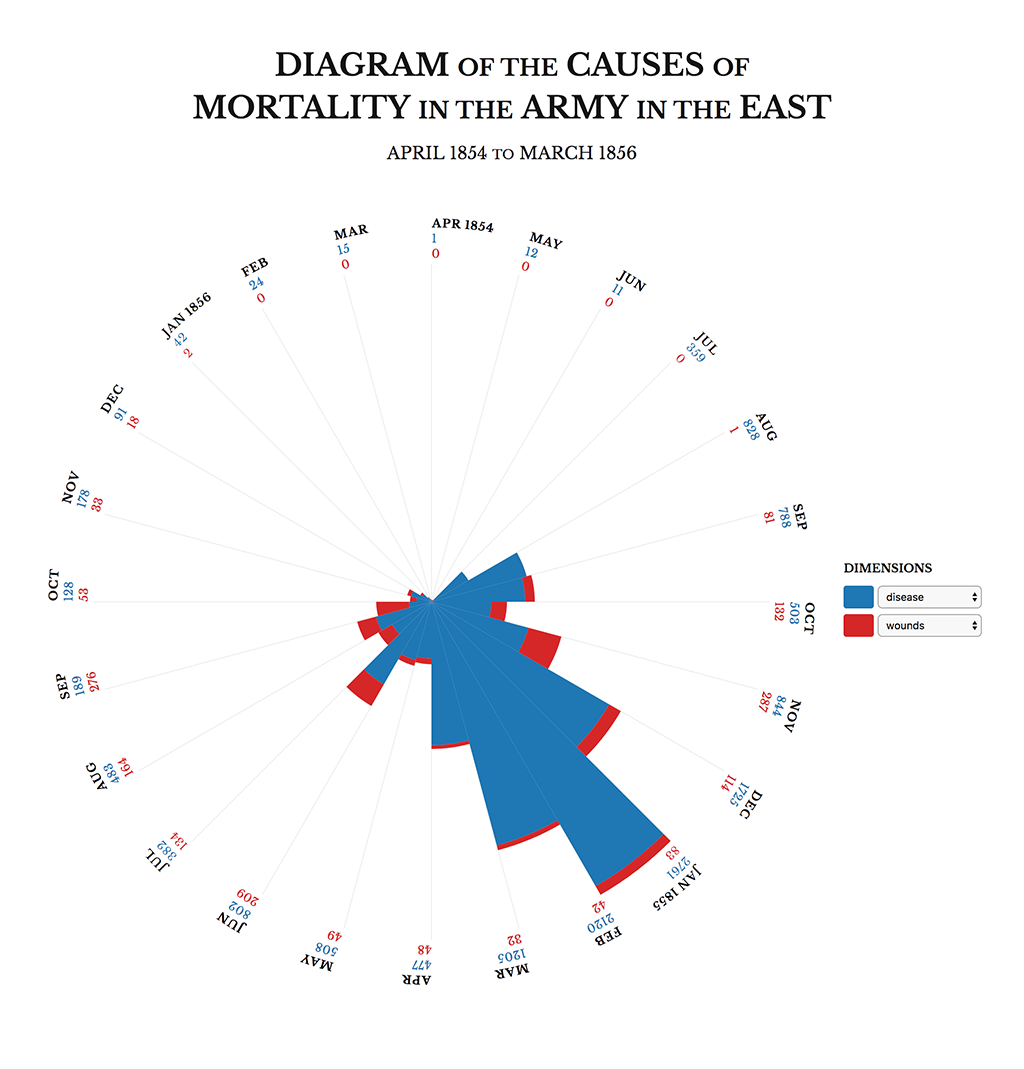 DIAGRAM OF THE CAUSES OF
MORTALITY IN THE ARMY IN THE EAST
APRIL 1854 TO MARCH 1856
APR 1854
1
0
MAY
12
0
JUN
11
0
JUL
359
0
AUG
828
1
SEP
788
81
OCT
503
132
NOV
844
287
DEC
1725
114
JAN 1855
2761
83
FEB
2120
42
MAR
1205
32
APR
477
48
MAY
508
49
JUN
802
209
JUL
382
134
AUG
483
164
SEP
189
276
OCT
128
53
NOV
178
33
DEC
91
18
JAN 1856
42
2
FEB
24
0
MAR
15
0
DIMENSIONS
disease
wounds